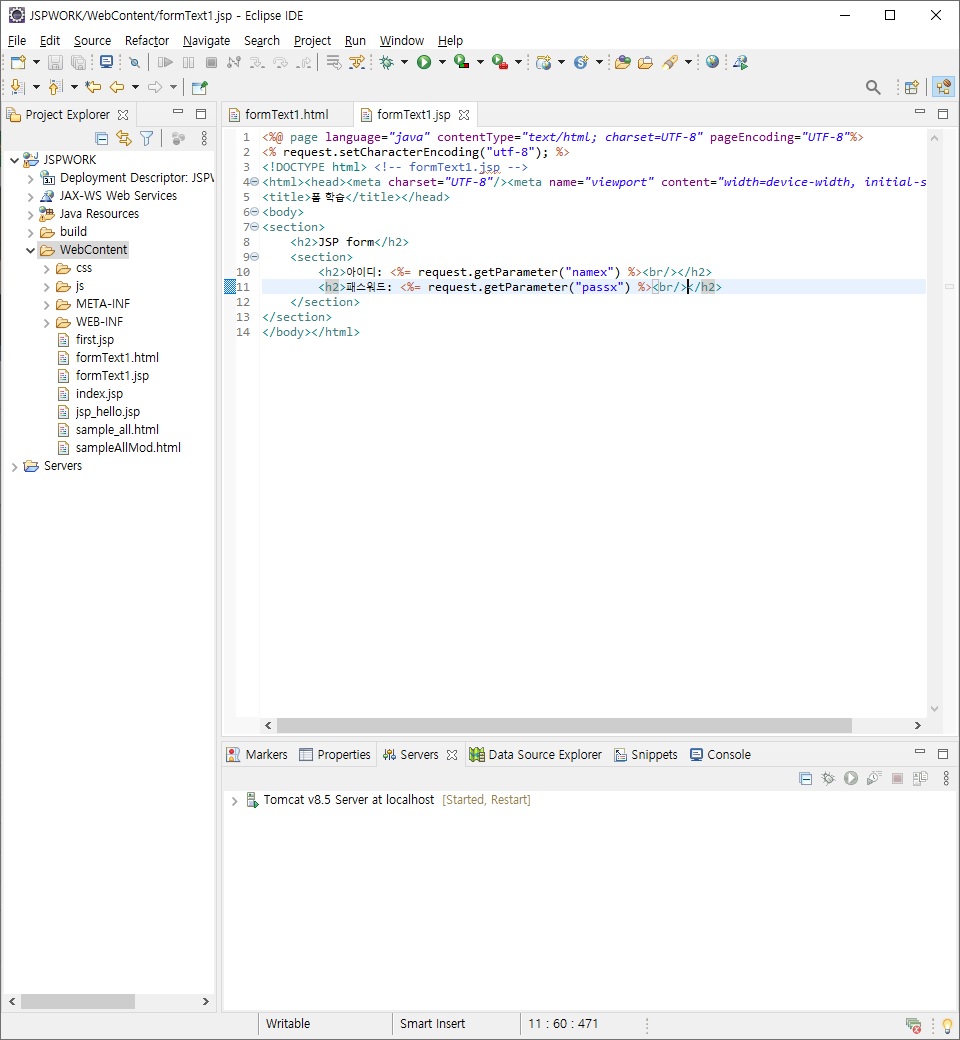 JSPWORK/WebContent/formText1.jsp - Eclipse IDE
File Edit Source Refactor Navigate Search Project Run Window Help
Project Explorer
JSPWORK
Deployment Descriptor: JSPW
JAX-WS Web Services
Java Resources
build
WebContent
css
js
META-INF
WEB-INF
first.jsp
formText1.html
formText1.jsp
index.jsp
jsp_hello.jsp
sample_all.html
sampleAllMod.html
Servers
formText1.html formText1.jsp
1 <%@ page language="java" contentType="text/html; charset=UTF-8" pageEncoding="UTF-8"%>
2 <% request.setCharacterEncoding("utf-8"); %>
3 <!DOCTYPE html> <!-- formText1.jsp -->
4 <html><head><meta charset="UTF-8"/><meta name="viewport" content="width=device-width, initial-s
5 <title>폼 학습</title></head>
6 <body>
7 <section>
8 <h2>JSP form</h2>
9 <section>
10 <h2>아이디: <%= request.getParameter("namex") %><br/></h2>
11 <h2>패스워드: <%= request.getParameter("passx") %><br/></h2>
12 </section>
13 </section>
14 </body></html>
Markers Properties Servers Data Source Explorer Snippets Console
Tomcat v8.5 Server at localhost [Started, Restart]
Writable Smart Insert 11 : 60 : 471